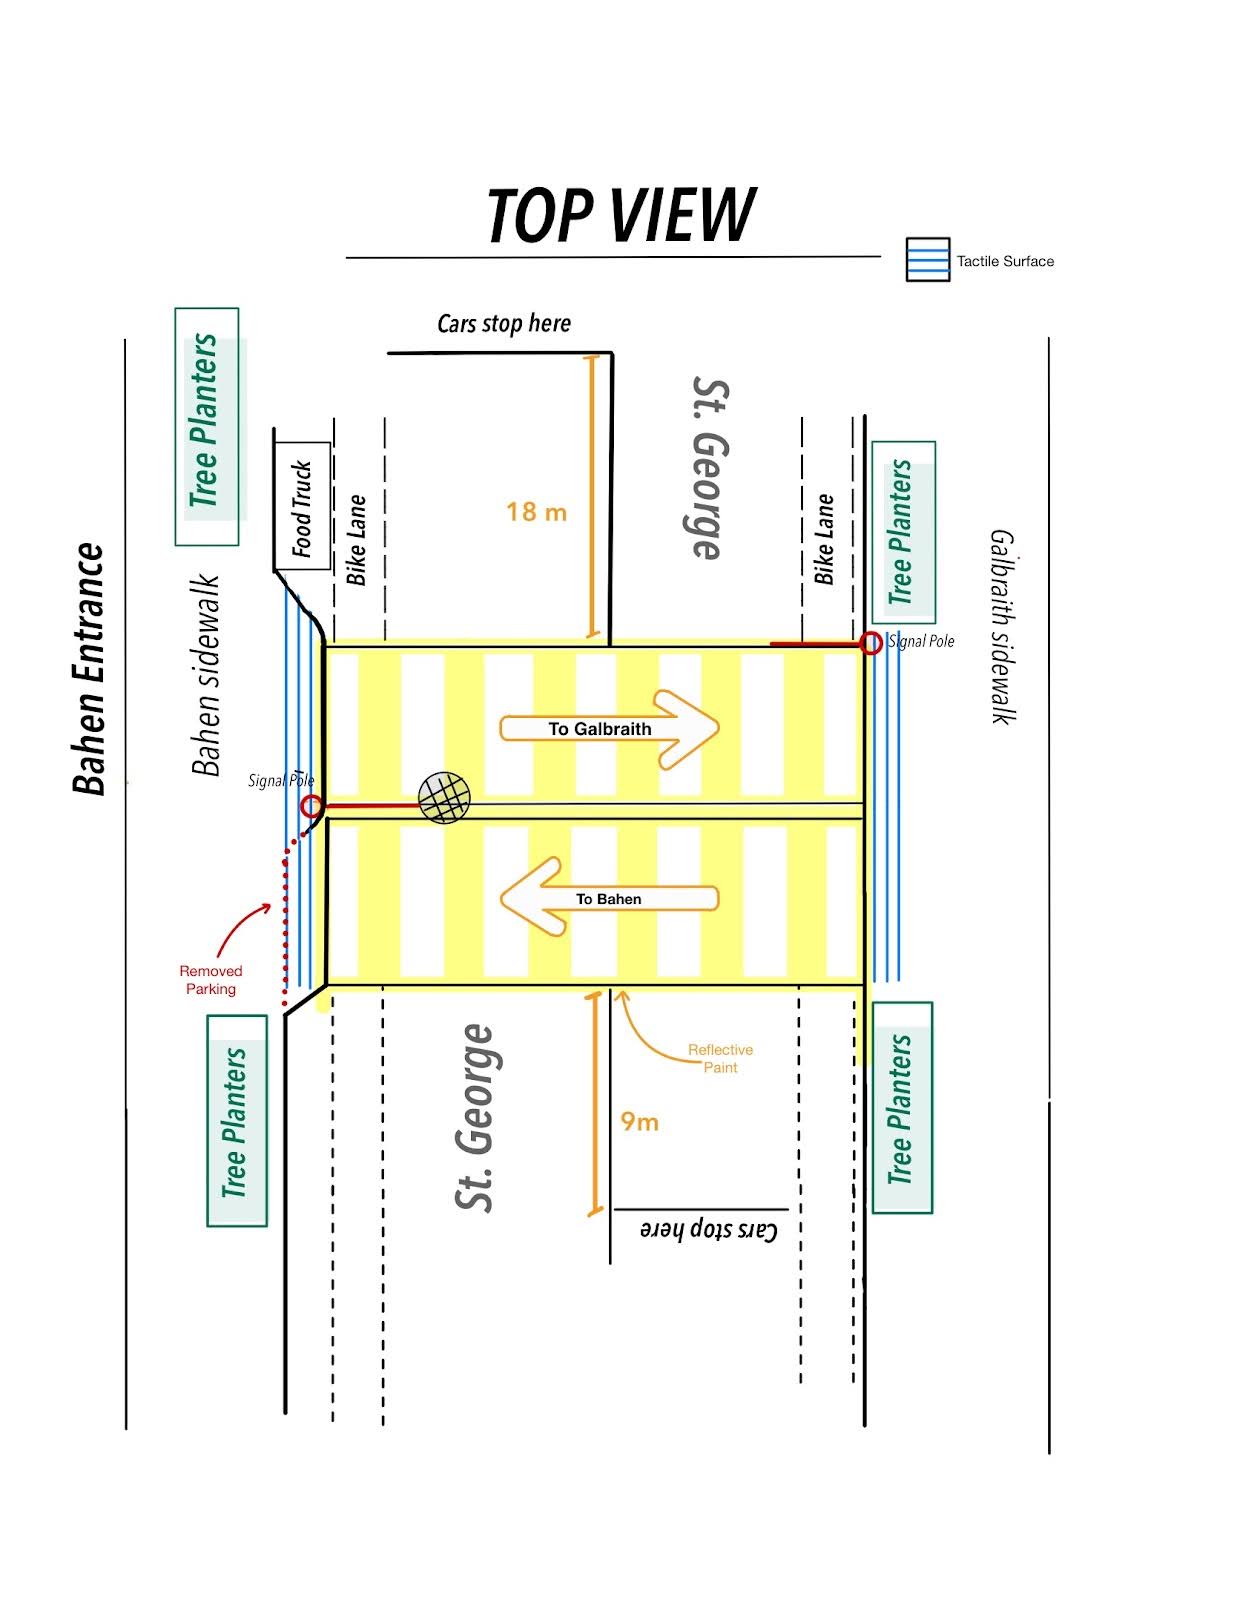 TOP VIEW
Tactile Surface
Cars stop here
Tree Planters
St. George
18 m
Food Truck
Bike Lane
Bike Lane
Tree Planters
Bahen Entrance
Bahen sidewalk
Galbraith sidewalk
Signal Pole
To Galbraith
Signal Pole
To Bahen
Removed
Parking
Reflective
Paint
St. George
9m
Tree Planters
Tree Planters
Cars stop here